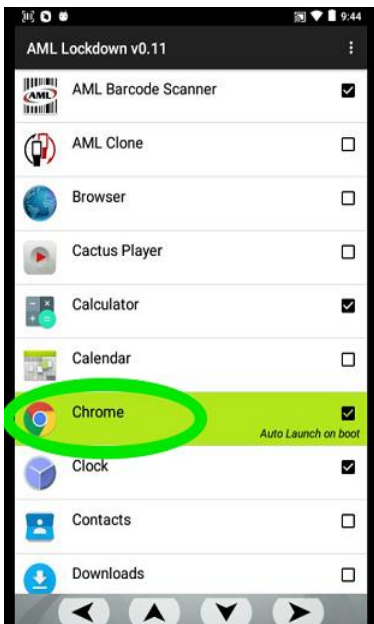 9:44
AML Lockdown v0.11
AML
AML Barcode Scanner
AML Clone
Browser
Cactus Player
Calculator
Calendar
Chrome
Auto Launch on boot
Clock
Contacts
Downloads